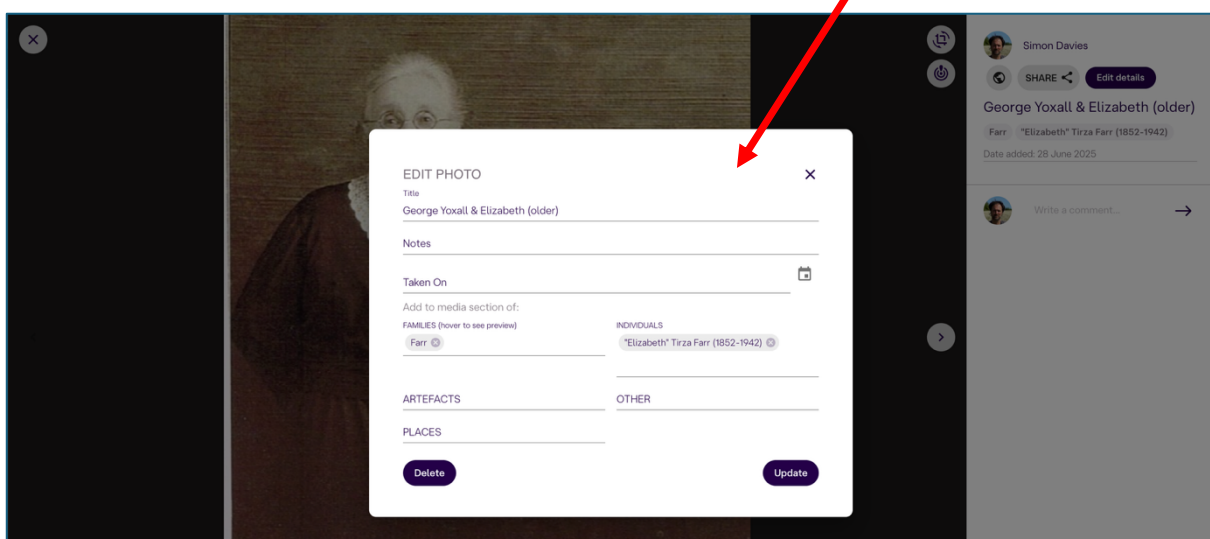 Simon Davies
SHARE
Edit details
George Yoxall & Elizabeth (older)
Farr "Elizabeth" Tirza Farr (1852-1942)
Date added: 28 June 2025
Write a comment...
EDIT PHOTO
Title
George Yoxall & Elizabeth (older)
Notes
Taken On
Add to media section of:
FAMILIES (hover to see preview)
Farr
INDIVIDUALS
"Elizabeth" Tirza Farr (1852-1942)
ARTEFACTS
OTHER
PLACES
Delete
Update